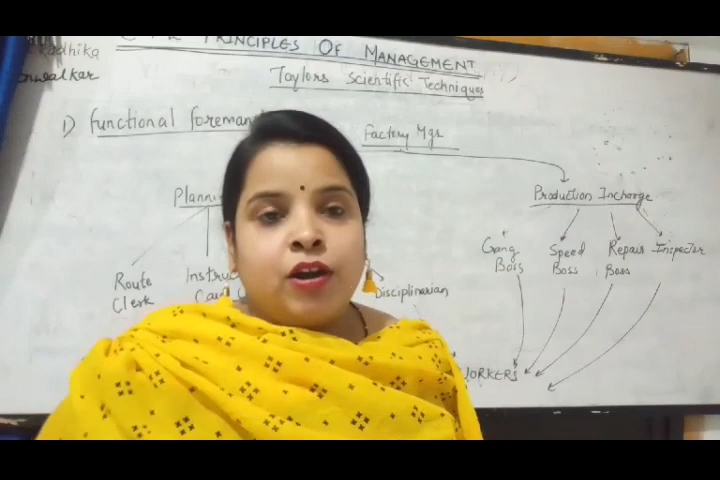 Radhika
PRINCIPLES OF MANAGEMENT
Taylors Scientific Techniques
1) functional foreman
Factory Mgr
Production Incharge
Route
Clerk
Disciplinarian
Gang
Boss
Speed
Boss
Repair
Boss
Inspector
WORKERS